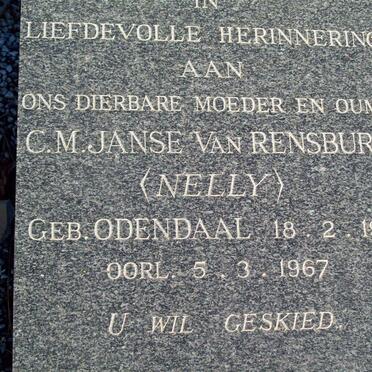 IN
LIEFDEVOLLE HERINNERING
AAN
ONS DIERBARE MOEDER EN OUM
C.M. JANSE VAN RENSBUR
(NELLY)
GEB. ODENDAAL 18.2.19
OORL. 5.3.1967
U WIL GESKIED.